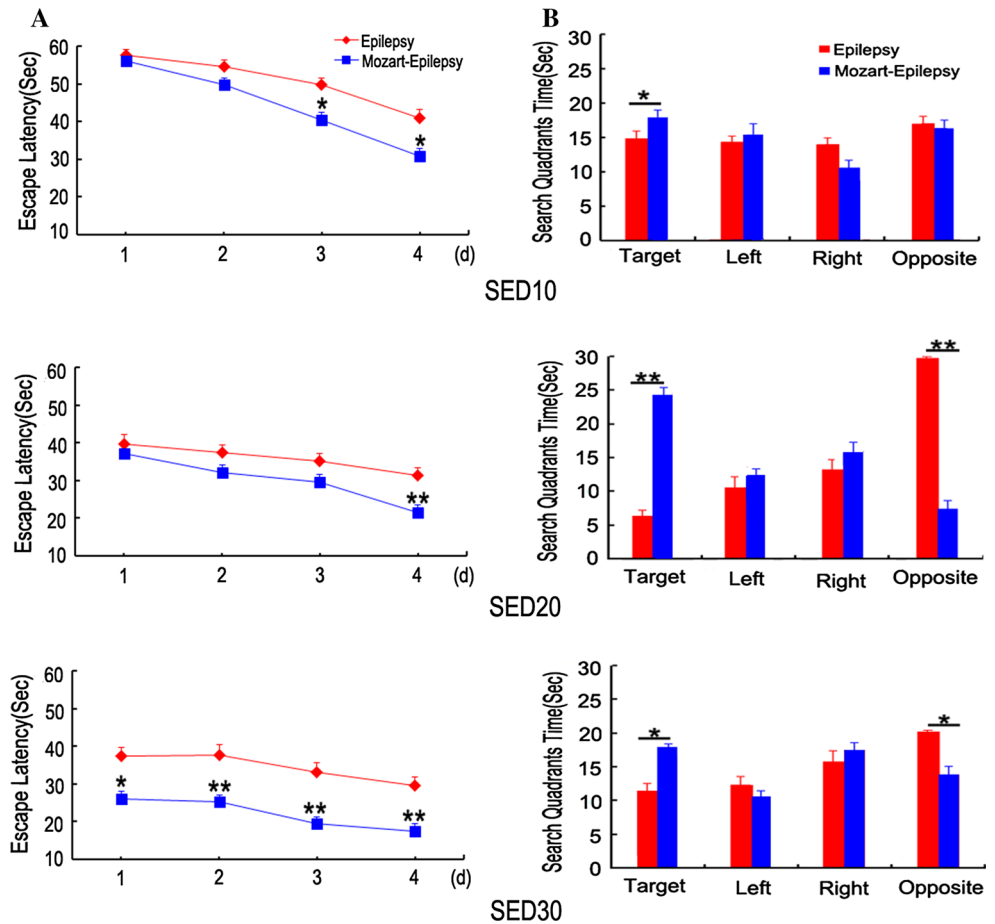 A
B
Epilepsy
Mozart-Epilepsy
Escape Latency(Sec)
60
50
40
30
20
10
1 2 3 4 (d)
*
*
Epilepsy
Mozart-Epilepsy
Search Quadrants Time(Sec)
30
25
20
15
10
5
0
*
Target Left Right Opposite
SED10
Escape Latency(Sec)
60
50
40
30
20
10
**
1 2 3 4 (d)
Search Quadrants Time(Sec)
30
25
20
15
10
5
0
** **
Target Left Right Opposite
SED20
Escape Latency(Sec)
60
50
40
30
20
10
* ** ** **
1 2 3 4 (d)
Search Quadrants Time(Sec)
30
25
20
15
10
5
0
* *
Target Left Right Opposite
SED30